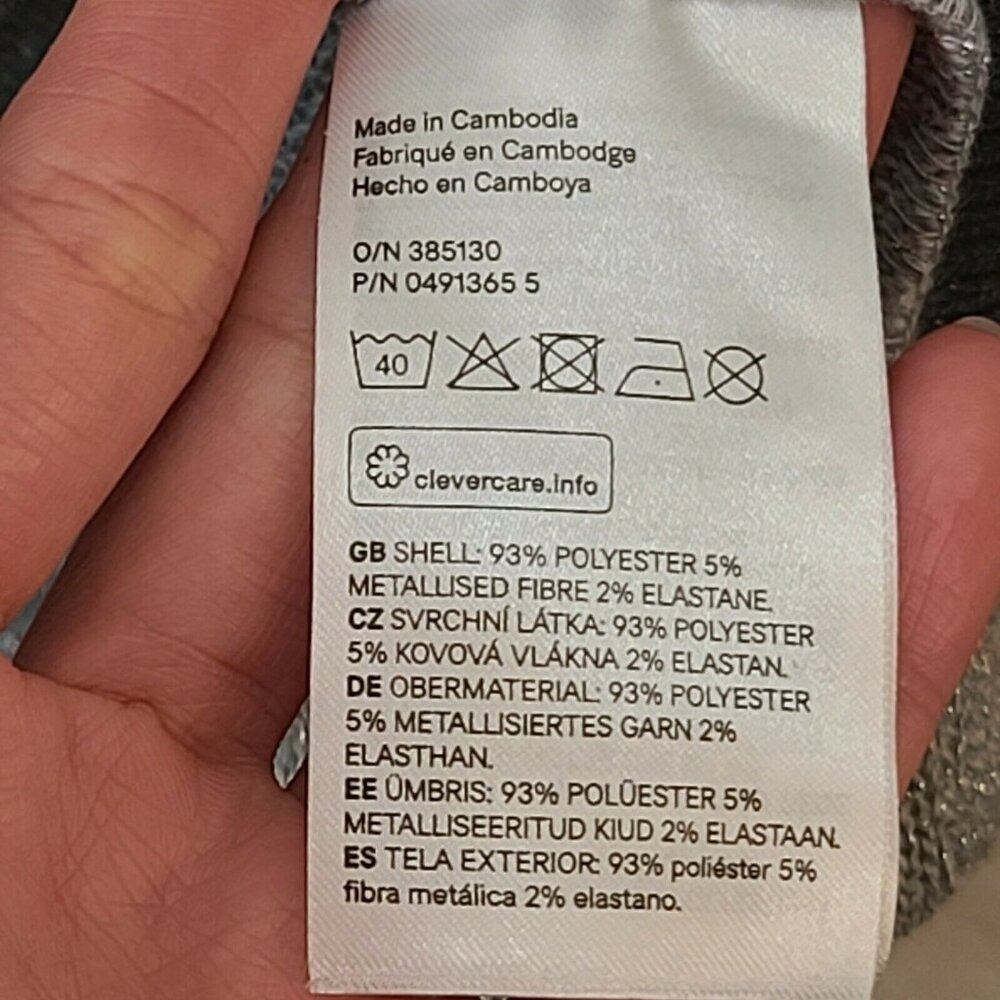 Made in Cambodia
Fabriqué en Cambodge
Hecho en Camboya
O/N 385130
P/N 0491365 5
40
clevercare.info
GB SHELL: 93% POLYESTER 5%
METALLISED FIBRE 2% ELASTANE.
CZ SVRCHNÍ LÁTKA: 93% POLYESTER
5% KOVOVÁ VLÁKNA 2% ELASTAN.
DE OBERMATERIAL: 93% POLYESTER
5% METALLISIERTES GARN 2%
ELASTHAN.
EE ÜMBRIS: 93% POLÜESTER 5%
METALLISEERITUD KIUD 2% ELASTAAN.
ES TELA EXTERIOR: 93% poliéster 5%
fibra metálica 2% elastano.